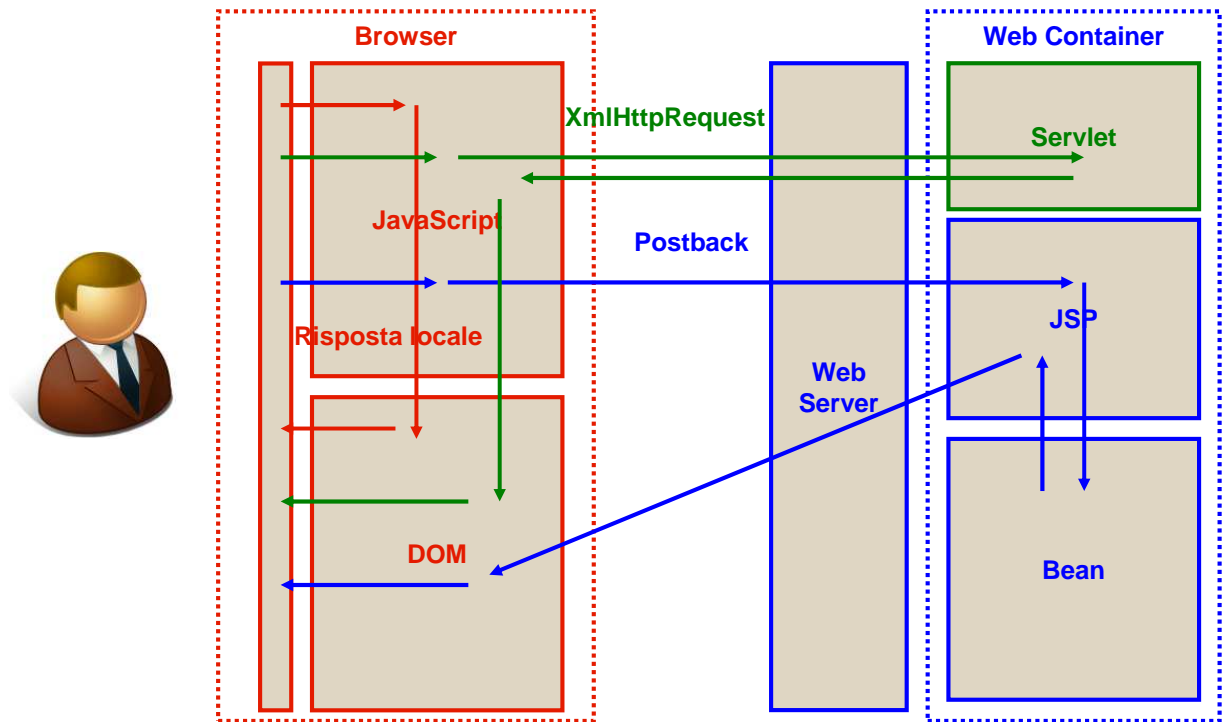 Browser
Web Container
XmlHttpRequest
Servlet
JavaScript
Postback
Risposta locale
JSP
Web
Server
DOM
Bean